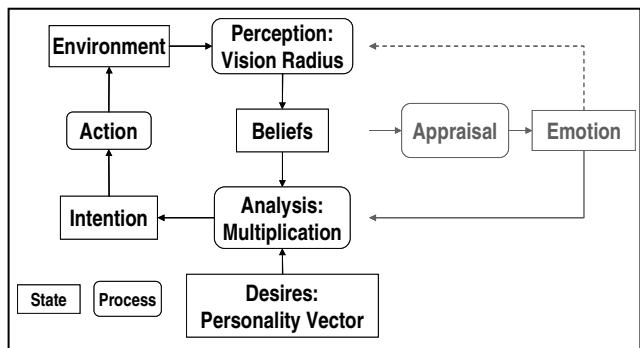 Environment
Perception:
Vision Radius
Action
Beliefs
Appraisal
Emotion
Intention
Analysis:
Multiplication
State
Process
Desires:
Personality Vector